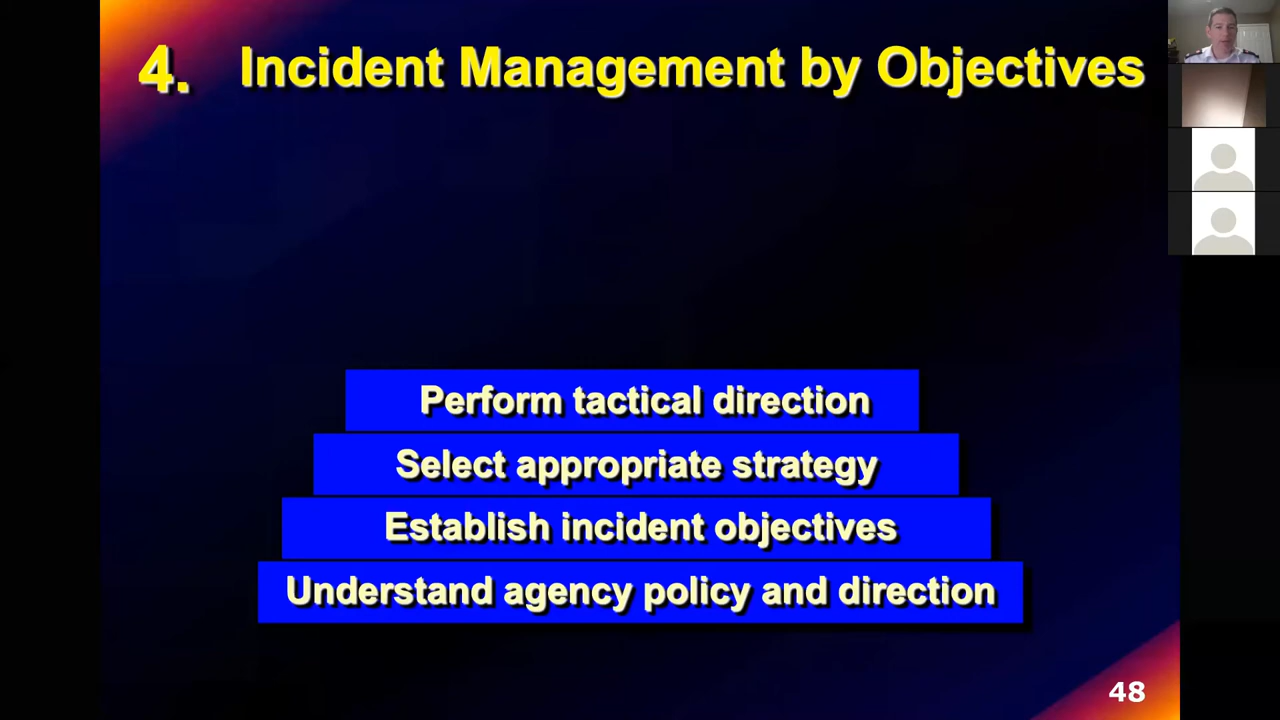 4. Incident Management by Objectives
Perform tactical direction
Select appropriate strategy
Establish incident objectives
Understand agency policy and direction
48